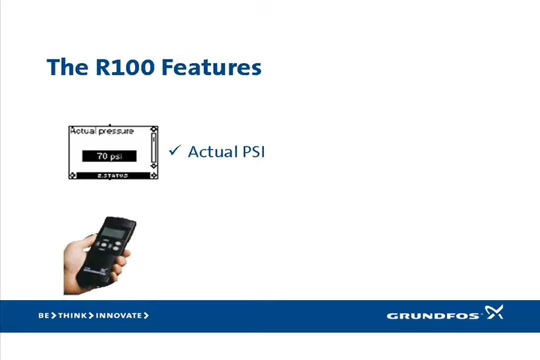 The R100 Features
Actual pressure
70 psi
2.STATUS
✓ Actual PSI
BE > THINK > INNOVATE >
GRUNDFOS